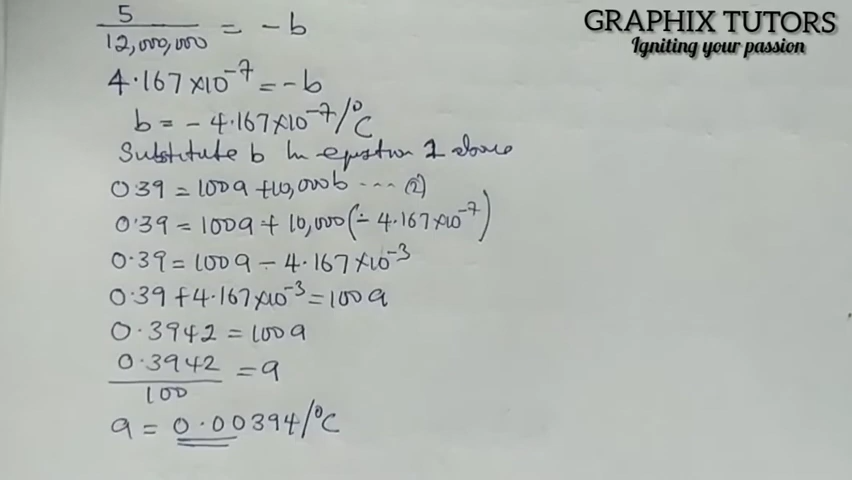 GRAPHIX TUTORS
Igniting your passion
5/12,000,000 = -b
4.167×10⁻⁷ = -b
b = -4.167×10⁻⁷/°C
Substitute b in equation 2 above
0.39 = 100a + 10,000b --- (2)
0.39 = 100a + 10,000(-4.167×10⁻⁷)
0.39 = 100a - 4.167×10⁻³
0.39 + 4.167×10⁻³ = 100a
0.3942 = 100a
0.3942/100 = a
a = 0.00394/°C